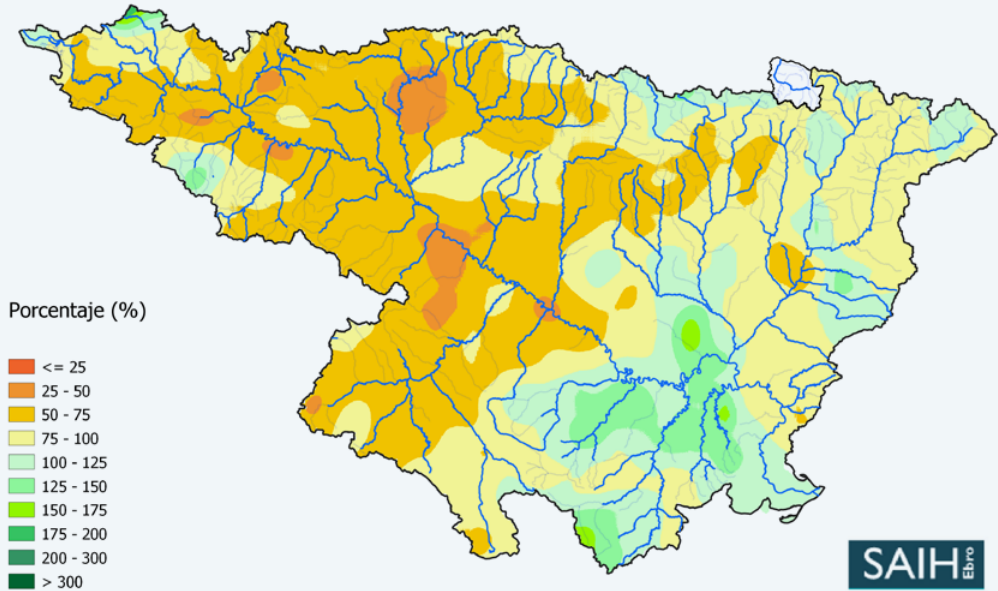 Porcentaje (%)
<= 25
25 - 50
50 - 75
75 - 100
100 - 125
125 - 150
150 - 175
175 - 200
200 - 300
> 300
SAIH Ebro